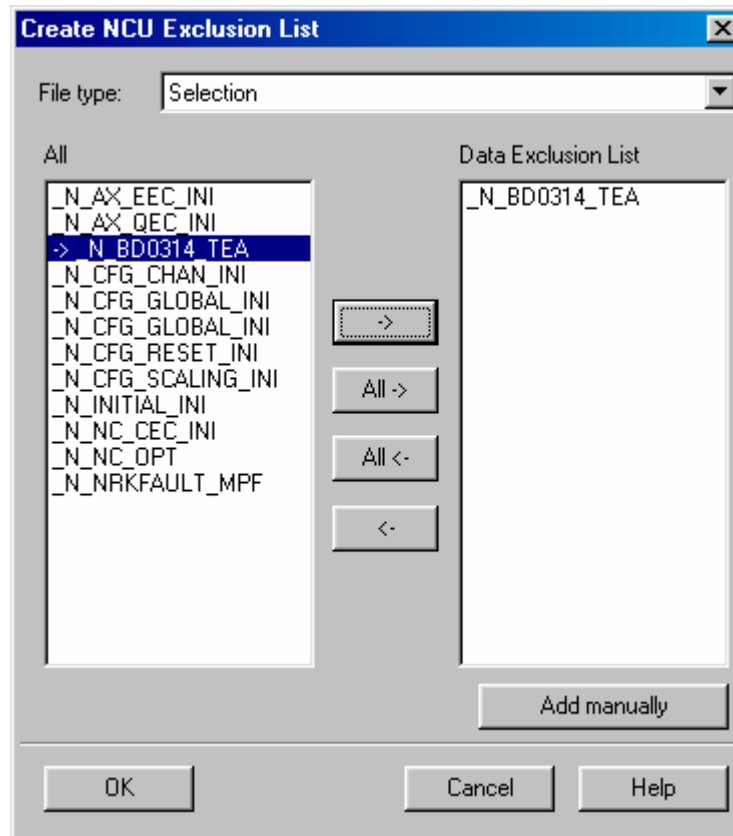 Create NCU Exclusion List
File type: Selection
All
_N_AX_EEC_INI
_N_AX_QEC_INI
-> _N_BD0314_TEA
_N_CFG_CHAN_INI
_N_CFG_GLOBAL_INI
_N_CFG_GLOBAL_INI
_N_CFG_RESET_INI
_N_CFG_SCALING_INI
_N_INITIAL_INI
_N_NC_CEC_INI
_N_NC_OPT
_N_NRKFAULT_MPF
->
All ->
All <-
<-
Data Exclusion List
_N_BD0314_TEA
Add manually
OK
Cancel
Help